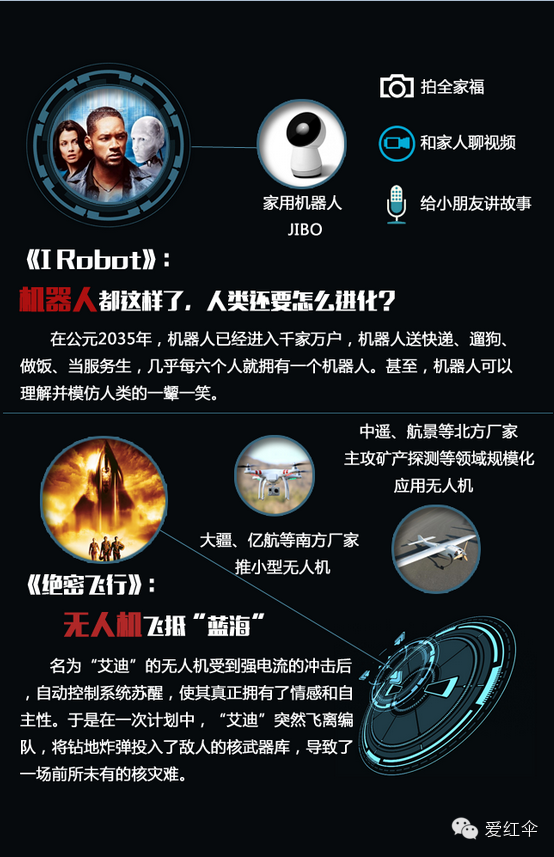 拍全家福
和家人聊视频
给小朋友讲故事
家用机器人
JIBO
《I Robot》:
机器人都这样了，人类还要怎么进化?
在公元2035年，机器人已经进入千家万户，机器人送快递、遛狗、
做饭、当服务生，几乎每六个人就拥有一个机器人。甚至，机器人可以
理解并模仿人类的一颦一笑。
中遥、航景等北方厂家
主攻矿产探测等领域规模化
应用无人机
大疆、亿航等南方厂家
推小型无人机
《绝密飞行》:
无人机飞抵“蓝海”
名为“艾迪”的无人机受到强电流的冲击后
，自动控制系统苏醒，使其真正拥有了情感和自
主性。于是在一次计划中，“艾迪”突然飞离编
队，将钻地炸弹投入了敌人的核武器库，导致了
一场前所未有的核灾难。
爱红伞